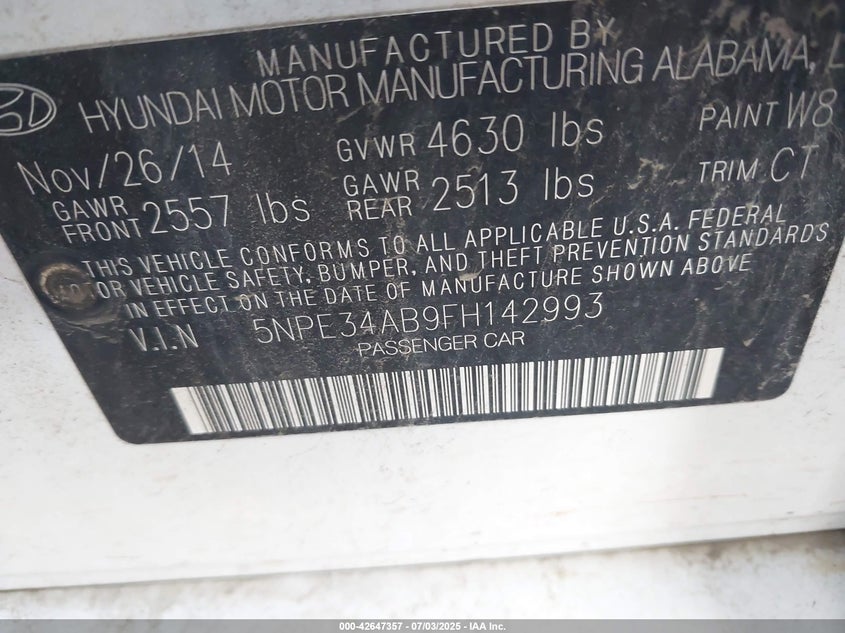 MANUFACTURED BY
HYUNDAI MOTOR MANUFACTURING ALABAMA, L
Nov/26/14 GVWR 4630 lbs PAINT W8
GAWR FRONT 2557 lbs GAWR REAR 2513 lbs TRIM CT
THIS VEHICLE CONFORMS TO ALL APPLICABLE U.S.A. FEDERAL
OR VEHICLE SAFETY, BUMPER, AND THEFT PREVENTION STANDARDS
IN EFFECT ON THE DATE OF MANUFACTURE SHOWN ABOVE
V.I.N 5NPE34AB9FH142993
PASSENGER CAR
000-42647357 | 07/03/2025 | IAA Inc.